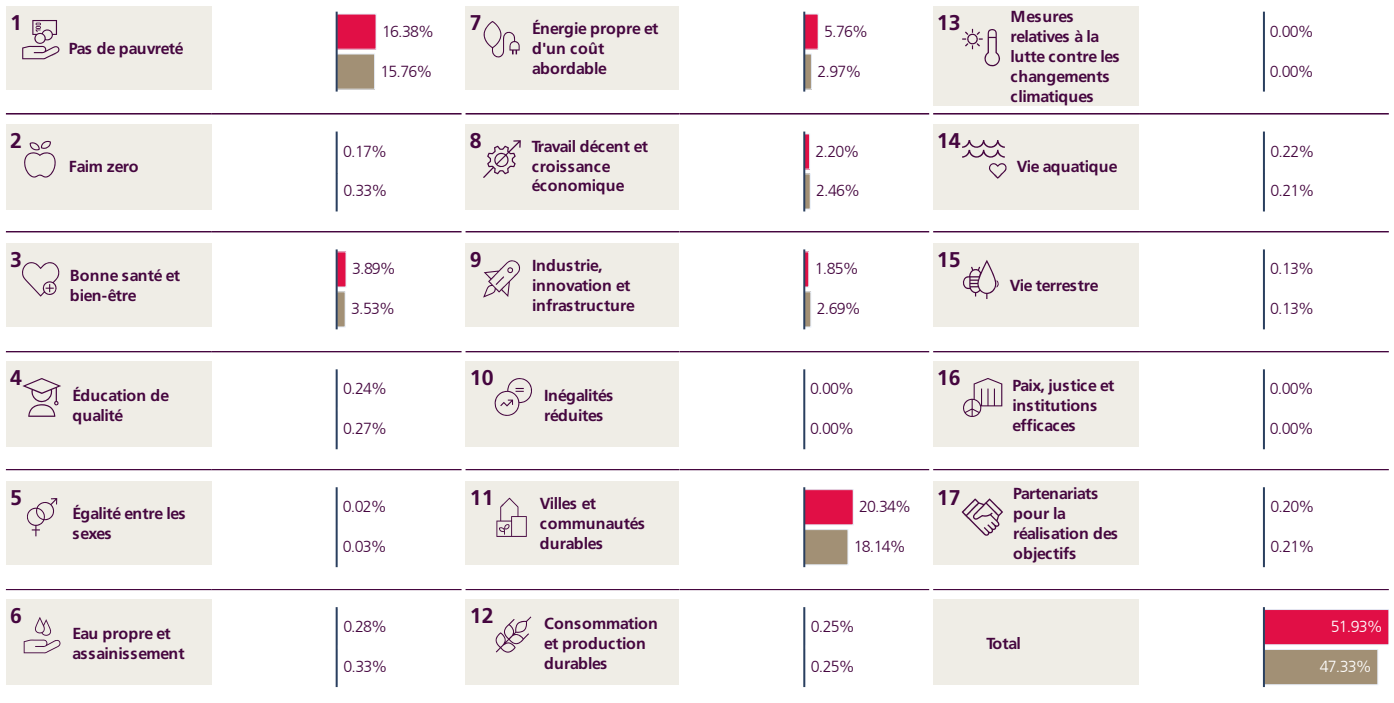 1
Pas de pauvreté
16.38%
15.76%
2
Faim zero
0.17%
0.33%
3
Bonne santé et
bien-être
3.89%
3.53%
4
Éducation de
qualité
0.24%
0.27%
5
Égalité entre les
sexes
0.02%
0.03%
6
Eau propre et
assainissement
0.28%
0.33%
7
Énergie propre et
d'un coût
abordable
5.76%
2.97%
8
Travail décent et
croissance
économique
2.20%
2.46%
9
Industrie,
innovation et
infrastructure
1.85%
2.69%
10
Inégalités
réduites
0.00%
0.00%
11
Villes et
communautés
durables
20.34%
18.14%
12
Consommation
et production
durables
0.25%
0.25%
13
Mesures
relatives à la
lutte contre les
changements
climatiques
0.00%
0.00%
14
Vie aquatique
0.22%
0.21%
15
Vie terrestre
0.13%
0.13%
16
Paix, justice et
institutions
efficaces
0.00%
0.00%
17
Partenariats
pour la
réalisation des
objectifs
0.20%
0.21%
Total
51.93%
47.33%